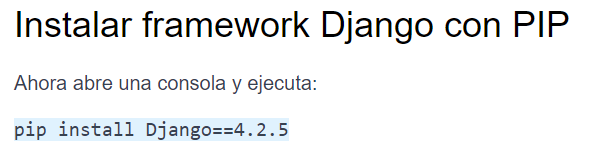 Instalar framework Django con PIP
Ahora abre una consola y ejecuta:
pip install Django==4.2.5